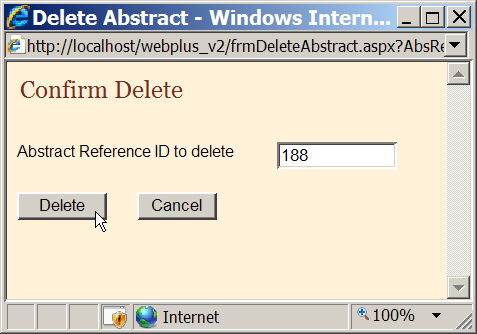 Delete Abstract - Windows Intern...
http://localhost/webplus_v2/frmDeleteAbstract.aspx?AbsRe
Confirm Delete
Abstract Reference ID to delete 188
Delete Cancel
Internet 100%